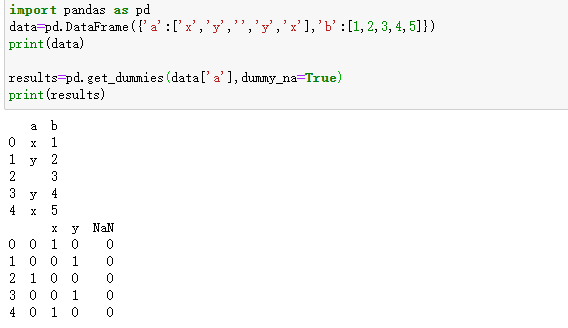 import pandas as pd
data=pd.DataFrame({'a':['x','y','','y','x'],'b':[1,2,3,4,5]})
print(data)

results=pd.get_dummies(data['a'],dummy_na=True)
print(results)

   a  b
0  x  1
1  y  2
2     3
3  y  4
4  x  5
      x  y  NaN
0  0  1  0    0
1  0  0  1    0
2  1  0  0    0
3  0  0  1    0
4  0  1  0    0